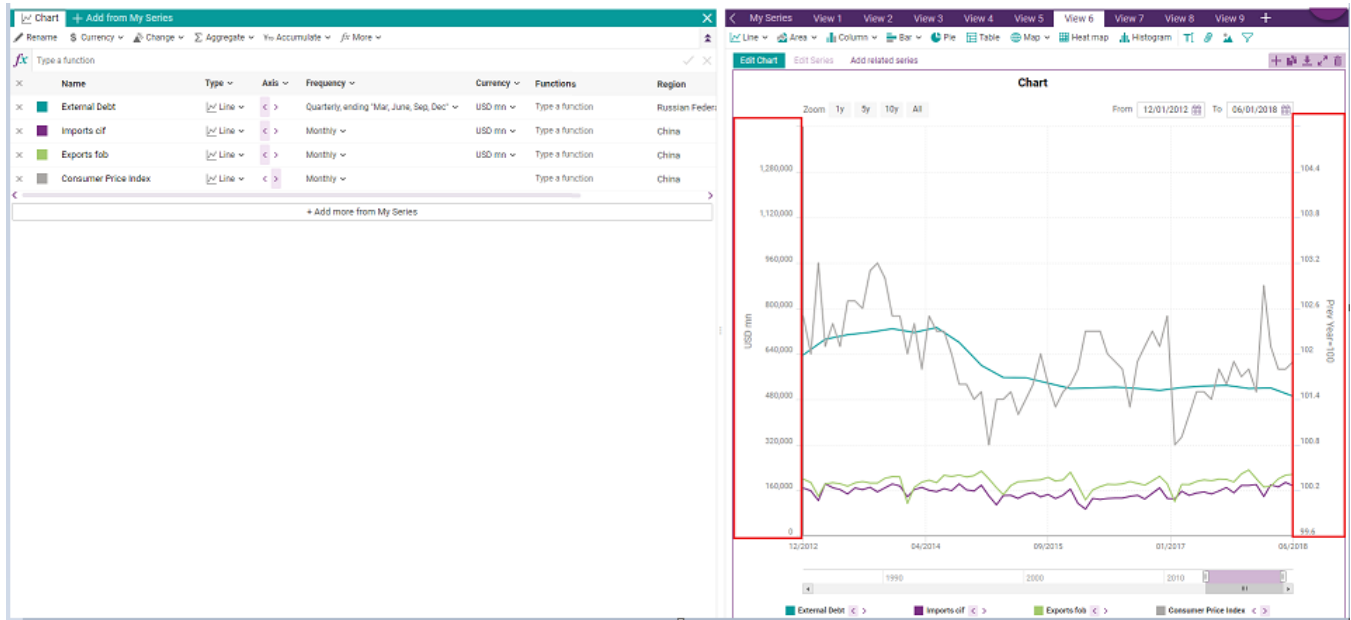 Chart + Add from My Series ×
Rename $ Currency Change Σ Aggregate Accumulate fx More
fx Type a function
× Name Type Axis Frequency Currency Functions Region
× External Debt Line < > Quarterly, ending "Mar, June, Sep, Dec" USD mn Type a function Russian Feder
× Imports cif Line < > Monthly USD mn Type a function China
× Exports fob Line < > Monthly USD mn Type a function China
× Consumer Price Index Line < > Monthly Type a function China
+ Add more from My Series
< My Series View 1 View 2 View 3 View 4 View 5 View 6 View 7 View 8 View 9 +
Line Area Column Bar Pie Table Map Heat map Histogram
Edit Chart Edit Series Add related series
Chart
Zoom 1y 5y 10y All From 12/01/2012 To 06/01/2018
1,280,000
1,120,000
960,000
800,000
640,000
480,000
320,000
160,000
0
USD mn
104.4
103.8
103.2
102.6
102
101.4
100.8
100.2
99.6
Prev Year=100
12/2012 04/2014 09/2015 01/2017 06/2018
1990 2000 2010
External Debt < > Imports cif < > Exports fob < > Consumer Price Index < >